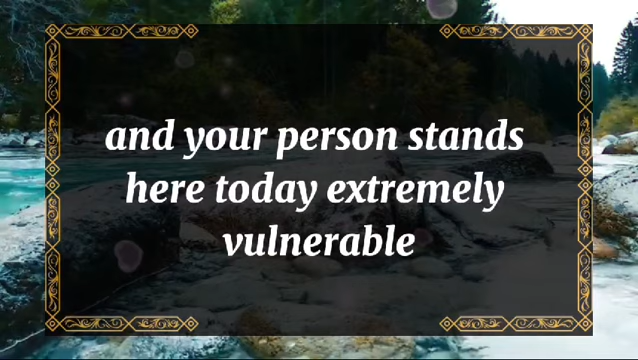 and your person stands
here today extremely
vulnerable